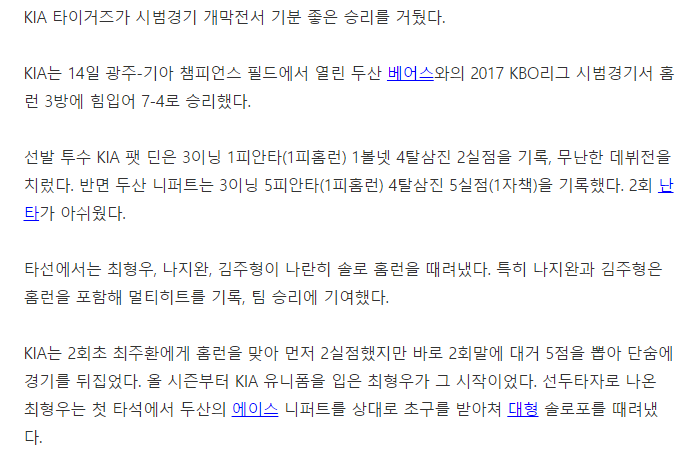 KIA 타이거즈가 시범경기 개막전서 기분 좋은 승리를 거뒀다.
KIA는 14일 광주-기아 챔피언스 필드에서 열린 두산 베어스와의 2017 KBO리그 시범경기서 홈
런 3방에 힘입어 7-4로 승리했다.
선발 투수 KIA 팻 딘은 3이닝 1피안타(1피홈런) 1볼넷 4탈삼진 2실점을 기록, 무난한 데뷔전을
치렀다. 반면 두산 니퍼트는 3이닝 5피안타(1피홈런) 4탈삼진 5실점(1자책)을 기록했다. 2회 난
타가 아쉬웠다.
타선에서는 최형우, 나지완, 김주형이 나란히 솔로 홈런을 때려냈다. 특히 나지완과 김주형은
홈런을 포함해 멀티히트를 기록, 팀 승리에 기여했다.
KIA는 2회초 최주환에게 홈런을 맞아 먼저 2실점했지만 바로 2회말에 대거 5점을 뽑아 단숨에
경기를 뒤집었다. 올 시즌부터 KIA 유니폼을 입은 최형우가 그 시작이었다. 선두타자로 나온
최형우는 첫 타석에서 두산의 에이스 니퍼트를 상대로 초구를 받아쳐 대형 솔로포를 때려냈
다.